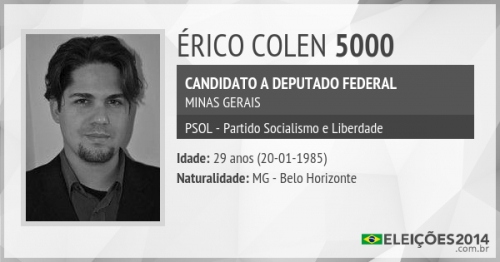 ÉRICO COLEN 5000
CANDIDATO A DEPUTADO FEDERAL
MINAS GERAIS
PSOL - Partido Socialismo e Liberdade
Idade: 29 anos (20-01-1985)
Naturalidade: MG - Belo Horizonte
ELEIÇÕES2014
.com.br